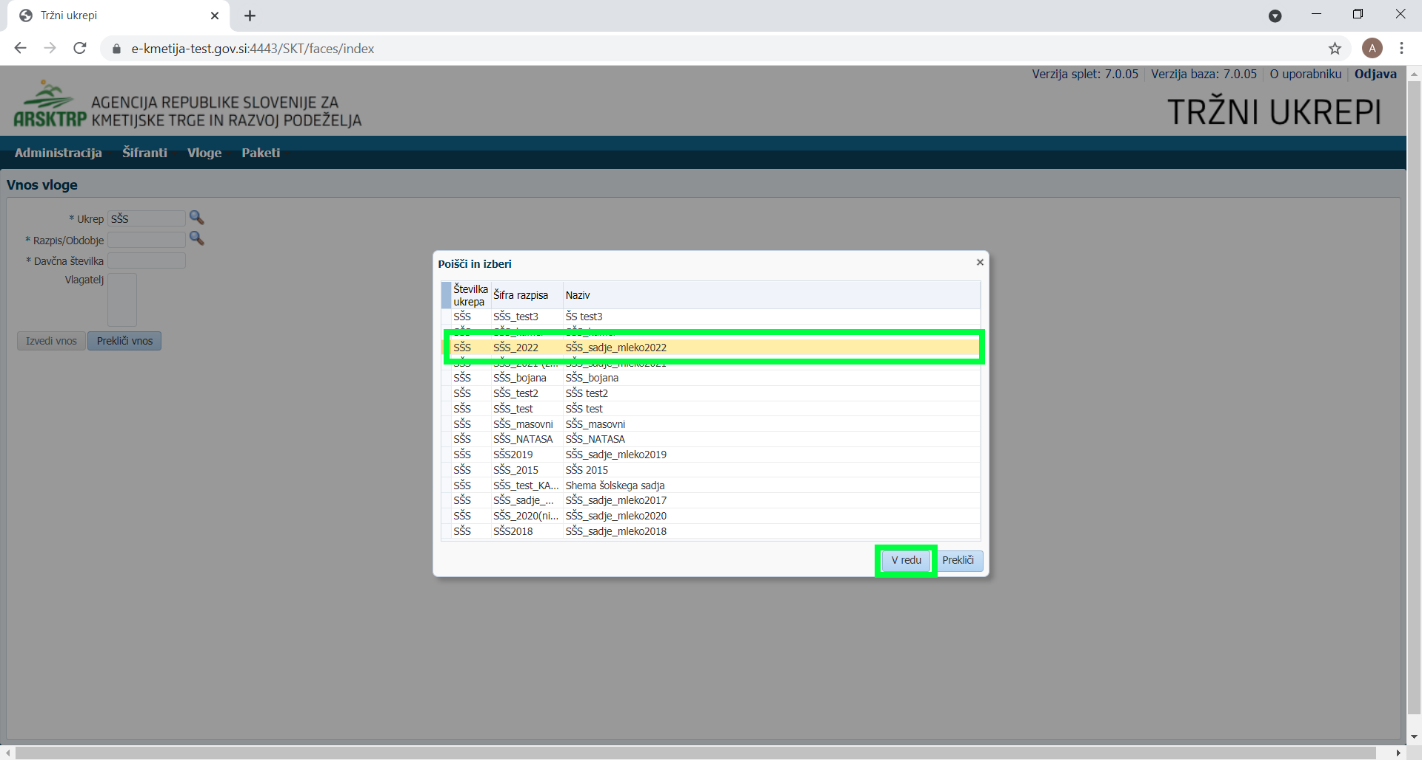 Tržni ukrepi
e-kmetija-test.gov.si:4443/SKT/faces/index
A
Verzija splet: 7.0.05 Verzija baza: 7.0.05 O uporabniku Odjava
ARSKTRP AGENCIJA REPUBLIKE SLOVENIJE ZA
KMETIJSKE TRGE IN RAZVOJ PODEŽELJA
TRŽNI UKREPI
Administracija Šifranti Vloge Paketi
Vnos vloge
* Ukrep SŠS
* Razpis/Obdobje
* Davčna številka
Vlagatelj
Izvedi vnos Prekliči vnos
Poišči in izberi
Številka ukrepa Šifra razpisa Naziv
SŠS SŠS_test3 ŠS test3
SŠS SŠS_2022 SŠS_sadje_mleko2022
SŠS SŠS_bojana SŠS_bojana
SŠS SŠS_test2 SŠS test2
SŠS SŠS_test SŠS test
SŠS SŠS_masovni SŠS_masovni
SŠS SŠS_NATASA SŠS_NATASA
SŠS SŠS2019 SŠS_sadje_mleko2019
SŠS SŠS_2015 SŠS 2015
SŠS SŠS_test_KA... Shema šolskega sadja
SŠS SŠS_sadje_... SŠS_sadje_mleko2017
SŠS SŠS_2020(ni... SŠS_sadje_mleko2020
SŠS SŠS2018 SŠS_sadje_mleko2018
V redu Prekliči